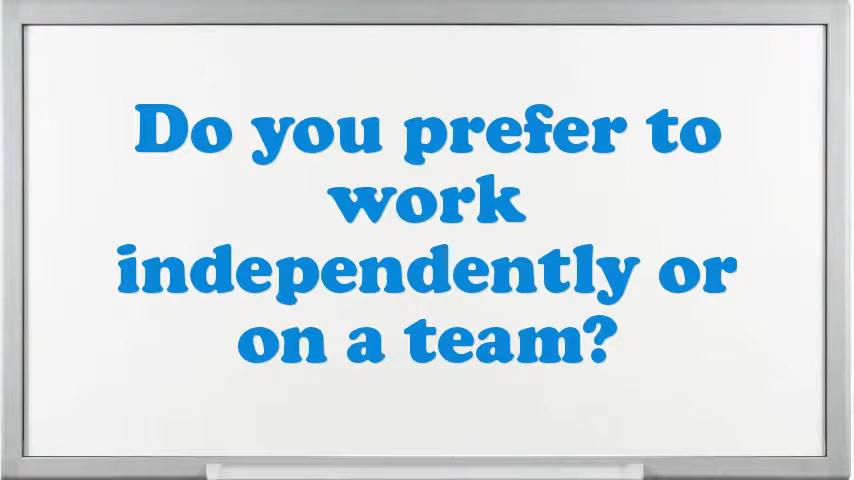 Do you prefer to
work
independently or
on a team?